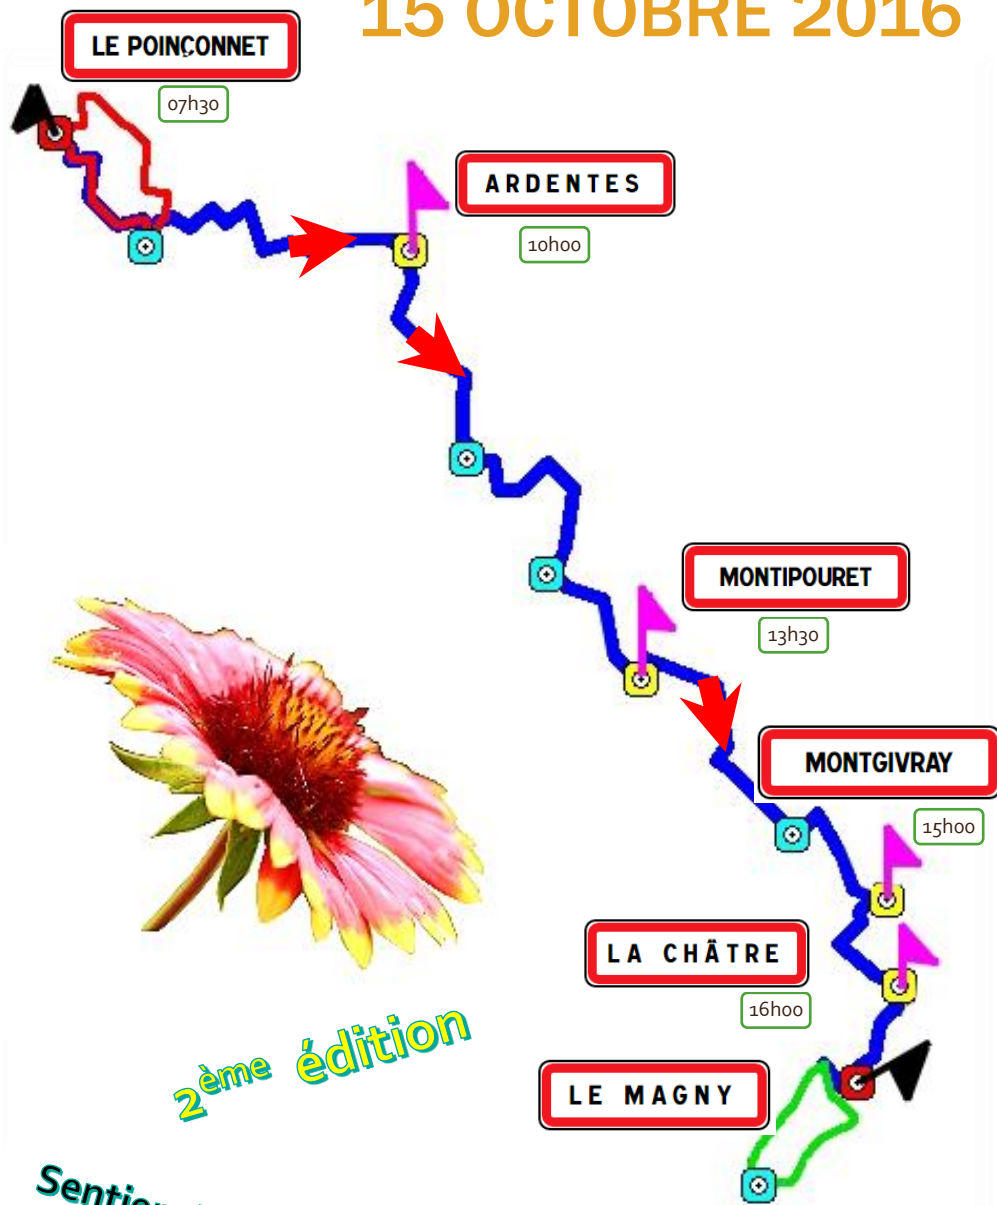 15 OCTOBRE 2016
LE POINÇONNET
07h30
ARDENTES
10h00
MONTIPOURET
13h30
MONTGIVRAY
15h00
LA CHÂTRE
16h00
2ème édition
LE MAGNY